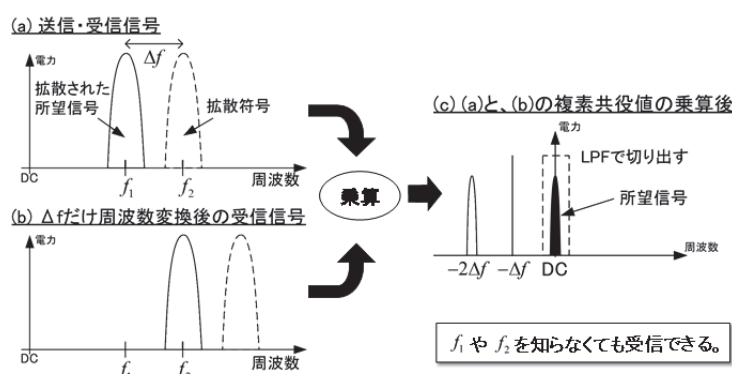 (a) 送信・受信信号
Δf
電力
拡散された
所望信号
拡散符号
DC
f₁
f₂
周波数
(b) Δfだけ周波数変換後の受信信号
電力
DC
周波数
乗算
(c) (a)と、(b)の複素共役値の乗算後
電力
LPFで切り出す
所望信号
周波数
−2Δf
−Δf
DC
f₁ や f₂ を知らなくても受信できる。